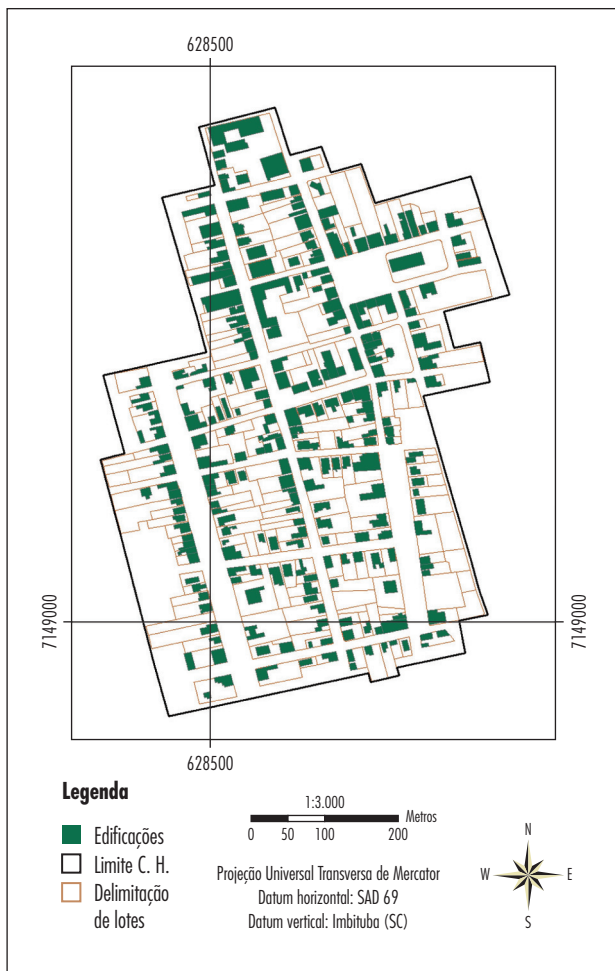 628500
7149000
7149000
628500
Legenda
Edificações
Limite C. H.
Delimitação
de lotes
1:3.000
Metros
0 50 100 200
Projeção Universal Transversa de Mercator
Datum horizontal: SAD 69
Datum vertical: Imbituba (SC)
N
W E
S